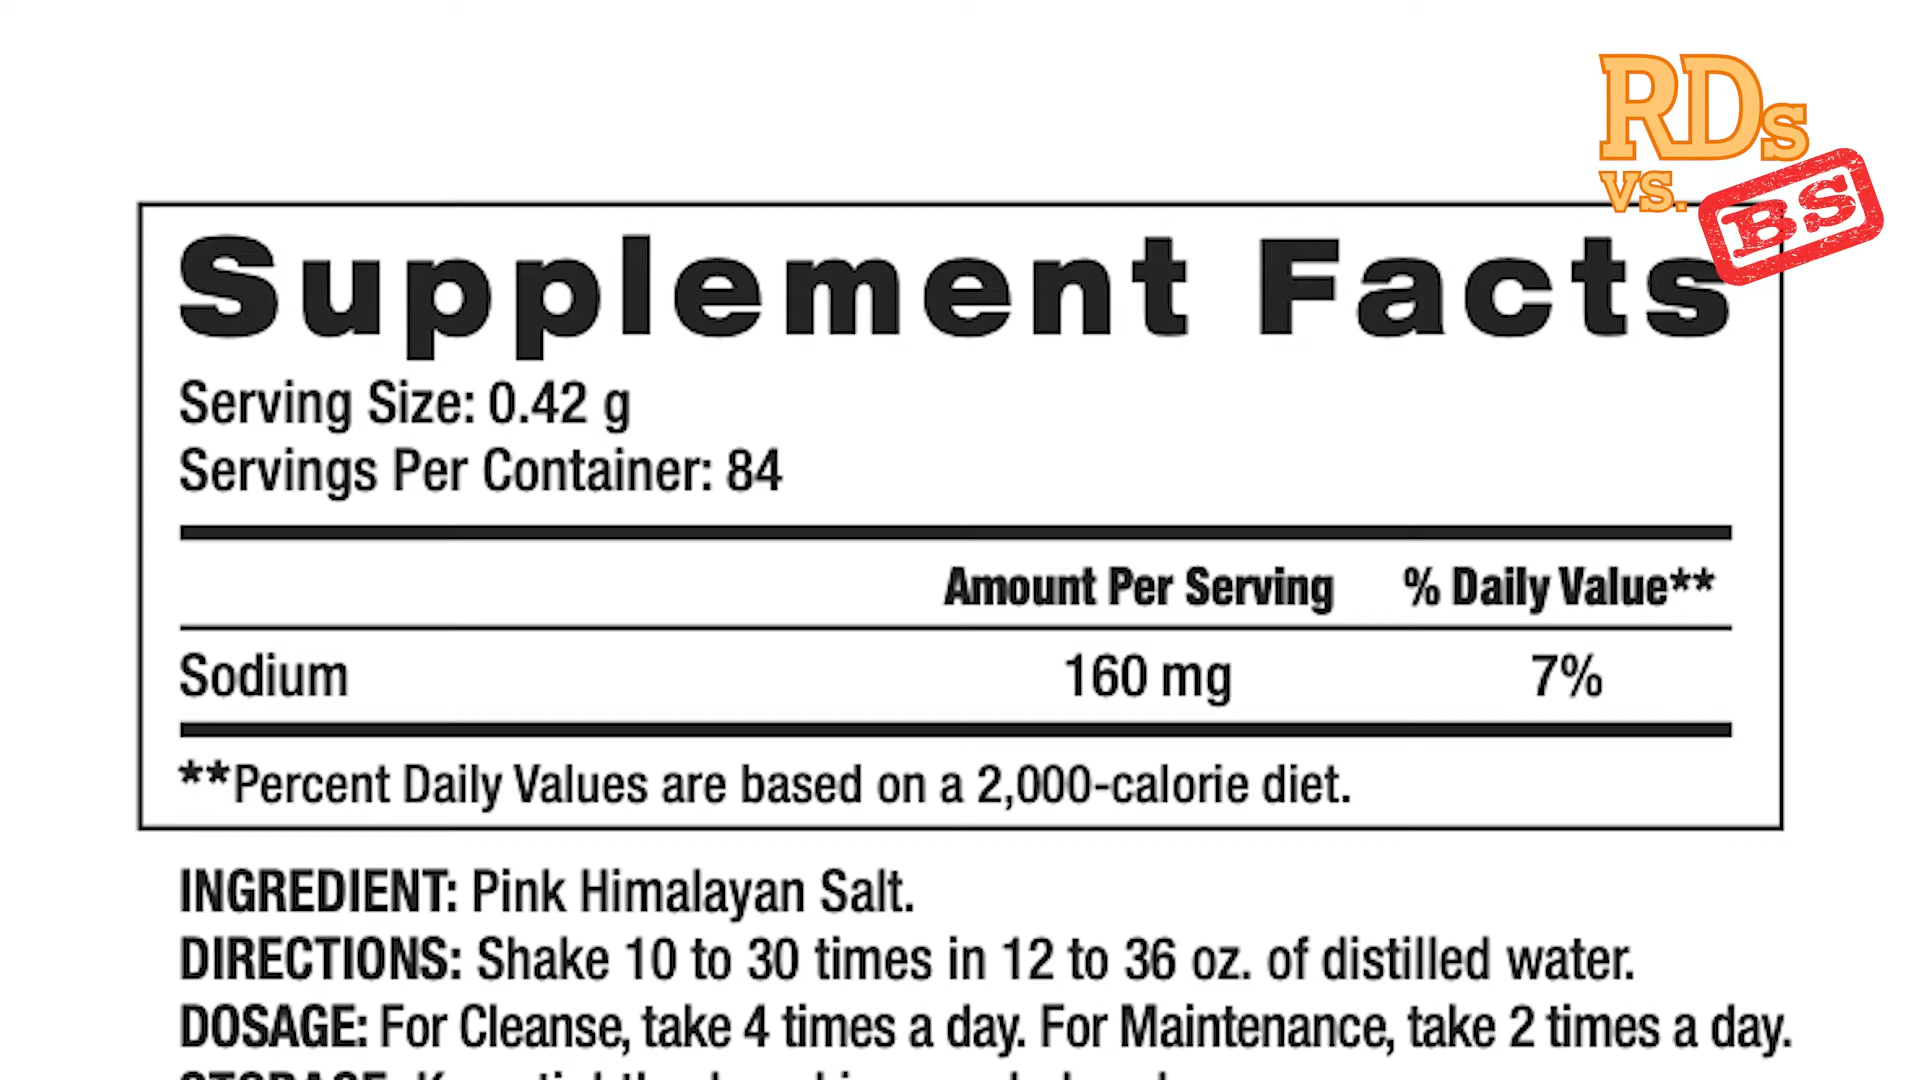 RDs
vs. BS
Supplement Facts
Serving Size: 0.42 g
Servings Per Container: 84
Amount Per Serving % Daily Value**
Sodium 160 mg 7%
**Percent Daily Values are based on a 2,000-calorie diet.
INGREDIENT: Pink Himalayan Salt.
DIRECTIONS: Shake 10 to 30 times in 12 to 36 oz. of distilled water.
DOSAGE: For Cleanse, take 4 times a day. For Maintenance, take 2 times a day.